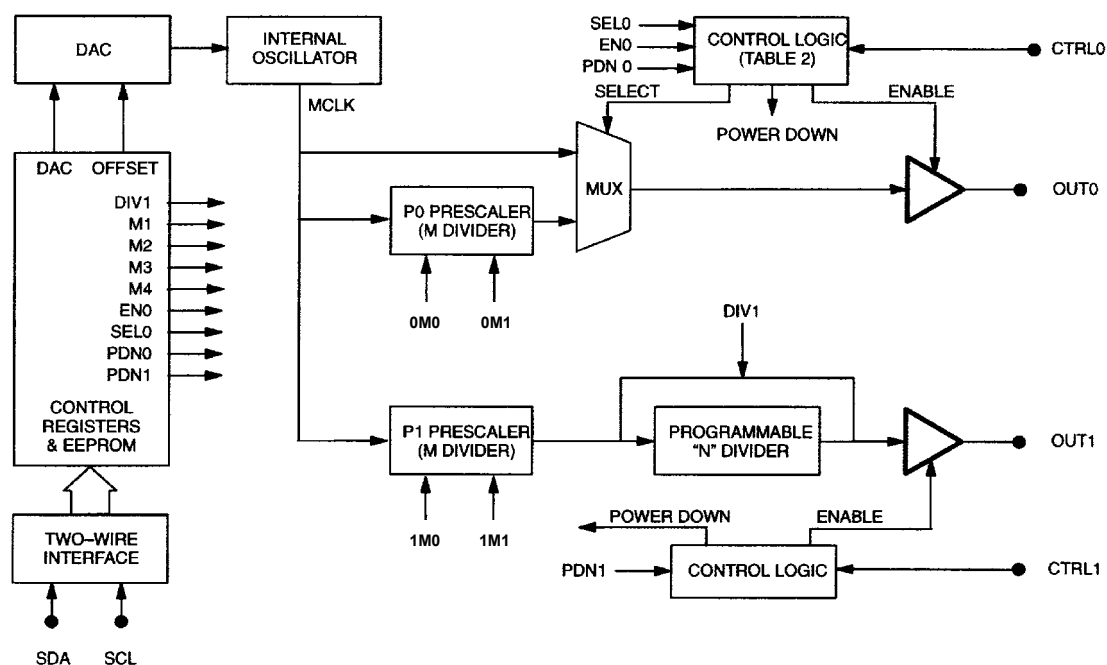 DAC
INTERNAL
OSCILLATOR
MCLK
SEL0
EN0
PDN 0
CONTROL LOGIC
(TABLE 2)
CTRL0
SELECT
POWER DOWN
ENABLE
MUX
OUT0
DAC OFFSET
DIV1
M1
M2
M3
M4
EN0
SEL0
PDN0
PDN1
CONTROL
REGISTERS
& EEPROM
P0 PRESCALER
(M DIVIDER)
0M0 0M1
DIV1
P1 PRESCALER
(M DIVIDER)
1M0 1M1
PROGRAMMABLE
“N” DIVIDER
OUT1
POWER DOWN
ENABLE
PDN1
CONTROL LOGIC
CTRL1
TWO–WIRE
INTERFACE
SDA SCL